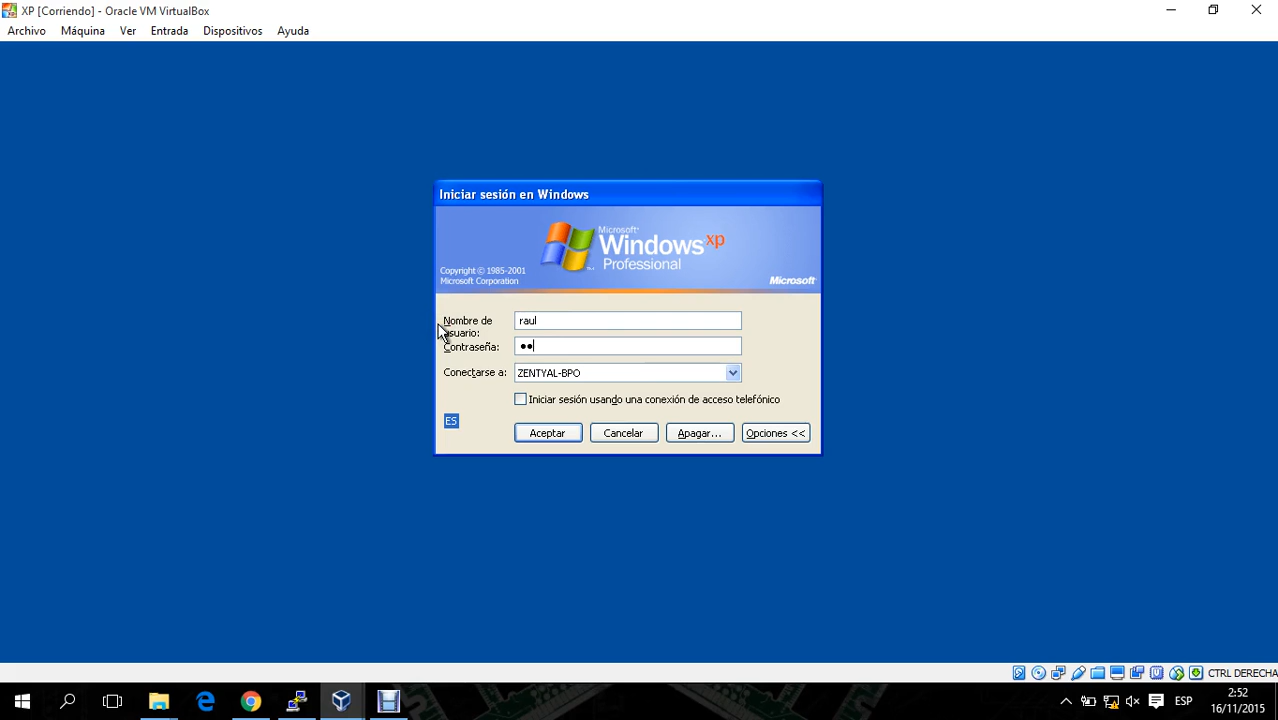 XP [Corriendo] - Oracle VM VirtualBox
Archivo Máquina Ver Entrada Dispositivos Ayuda
Iniciar sesión en Windows
Microsoft®
Windows xp
Professional
Copyright © 1985-2001
Microsoft Corporation
Microsoft
Nombre de usuario: raul
Contraseña: ●●
Conectarse a: ZENTYAL-BPO
Iniciar sesión usando una conexión de acceso telefónico
ES
Aceptar Cancelar Apagar... Opciones <<
CTRL DERECHA
ESP
2:52
16/11/2015